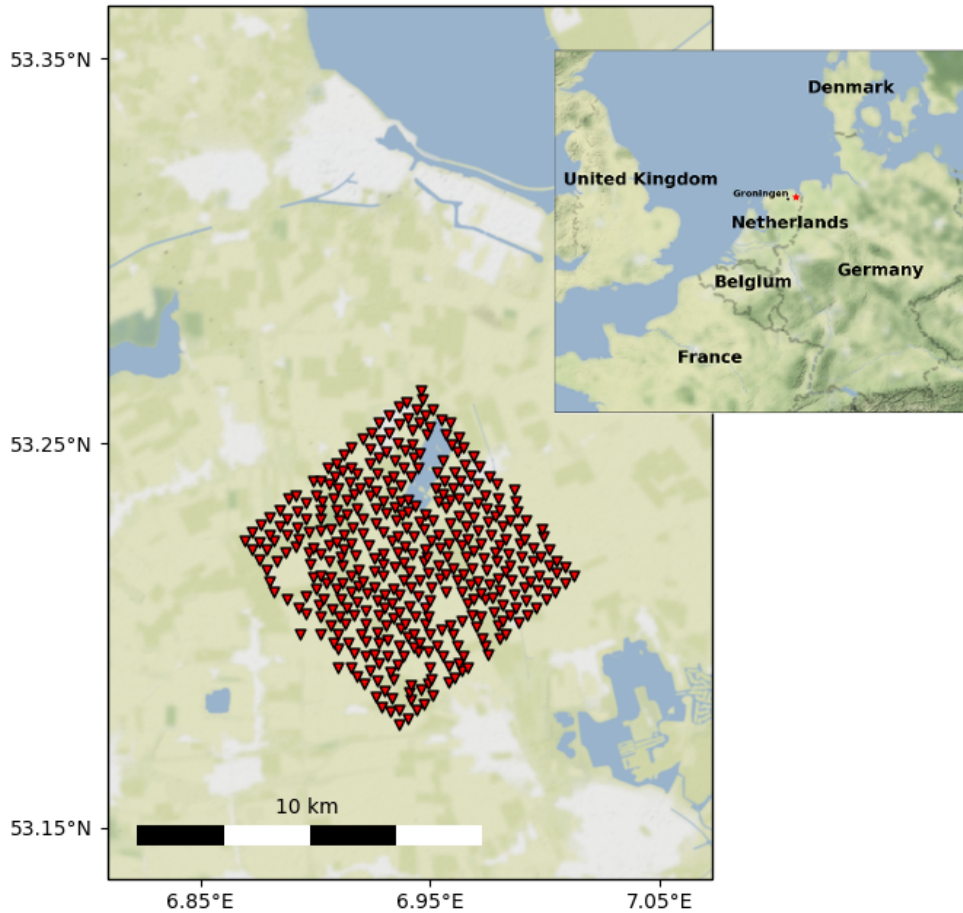 53.35°N
Denmark
United Kingdom
Groningen
Netherlands
Germany
Belgium
France
53.25°N
10 km
53.15°N
6.85°E
6.95°E
7.05°E